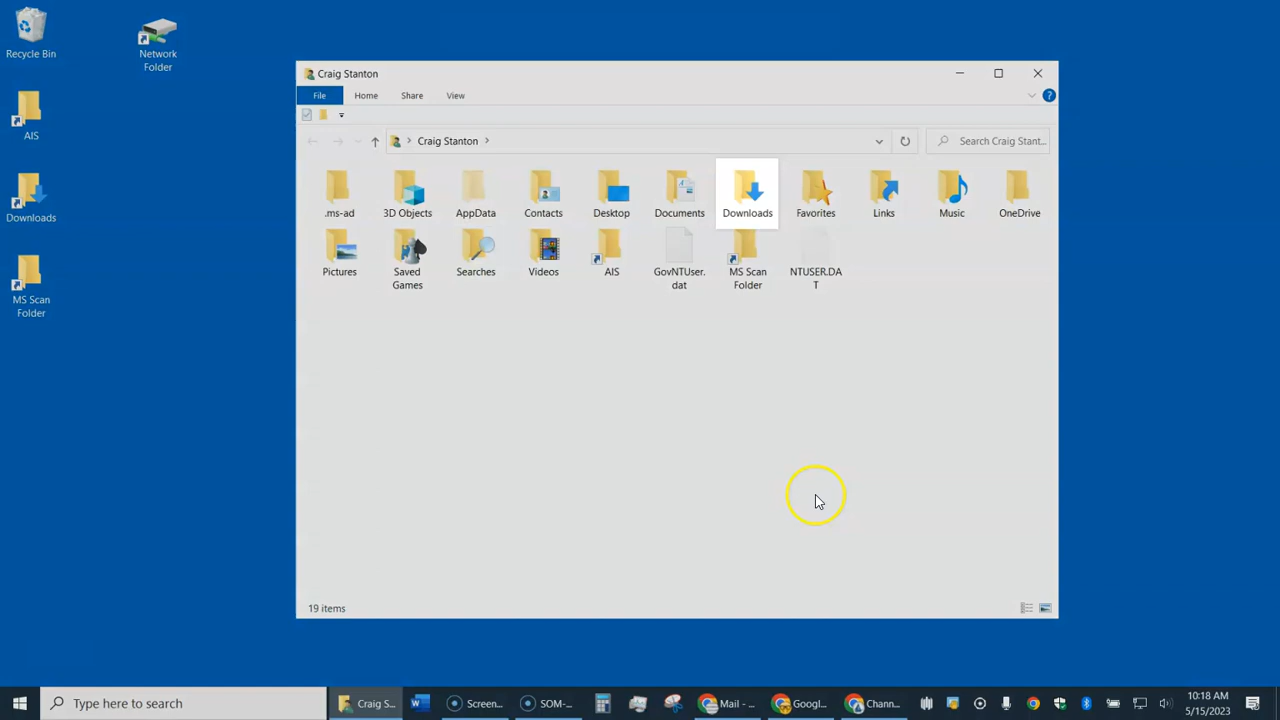 Recycle Bin
Network
Folder
AIS
Downloads
MS Scan
Folder
Craig Stanton
File
Home
Share
View
Craig Stanton
Search Craig Stant...
.ms-ad
3D Objects
AppData
Contacts
Desktop
Documents
Downloads
Favorites
Links
Music
OneDrive
Pictures
Saved
Games
Searches
Videos
AIS
GovNTUser.
dat
MS Scan
Folder
NTUSER.DA
T
19 items
Type here to search
Craig S...
Screen...
SOM-...
Mail - ...
Googl...
Chann...
10:18 AM
5/15/2023